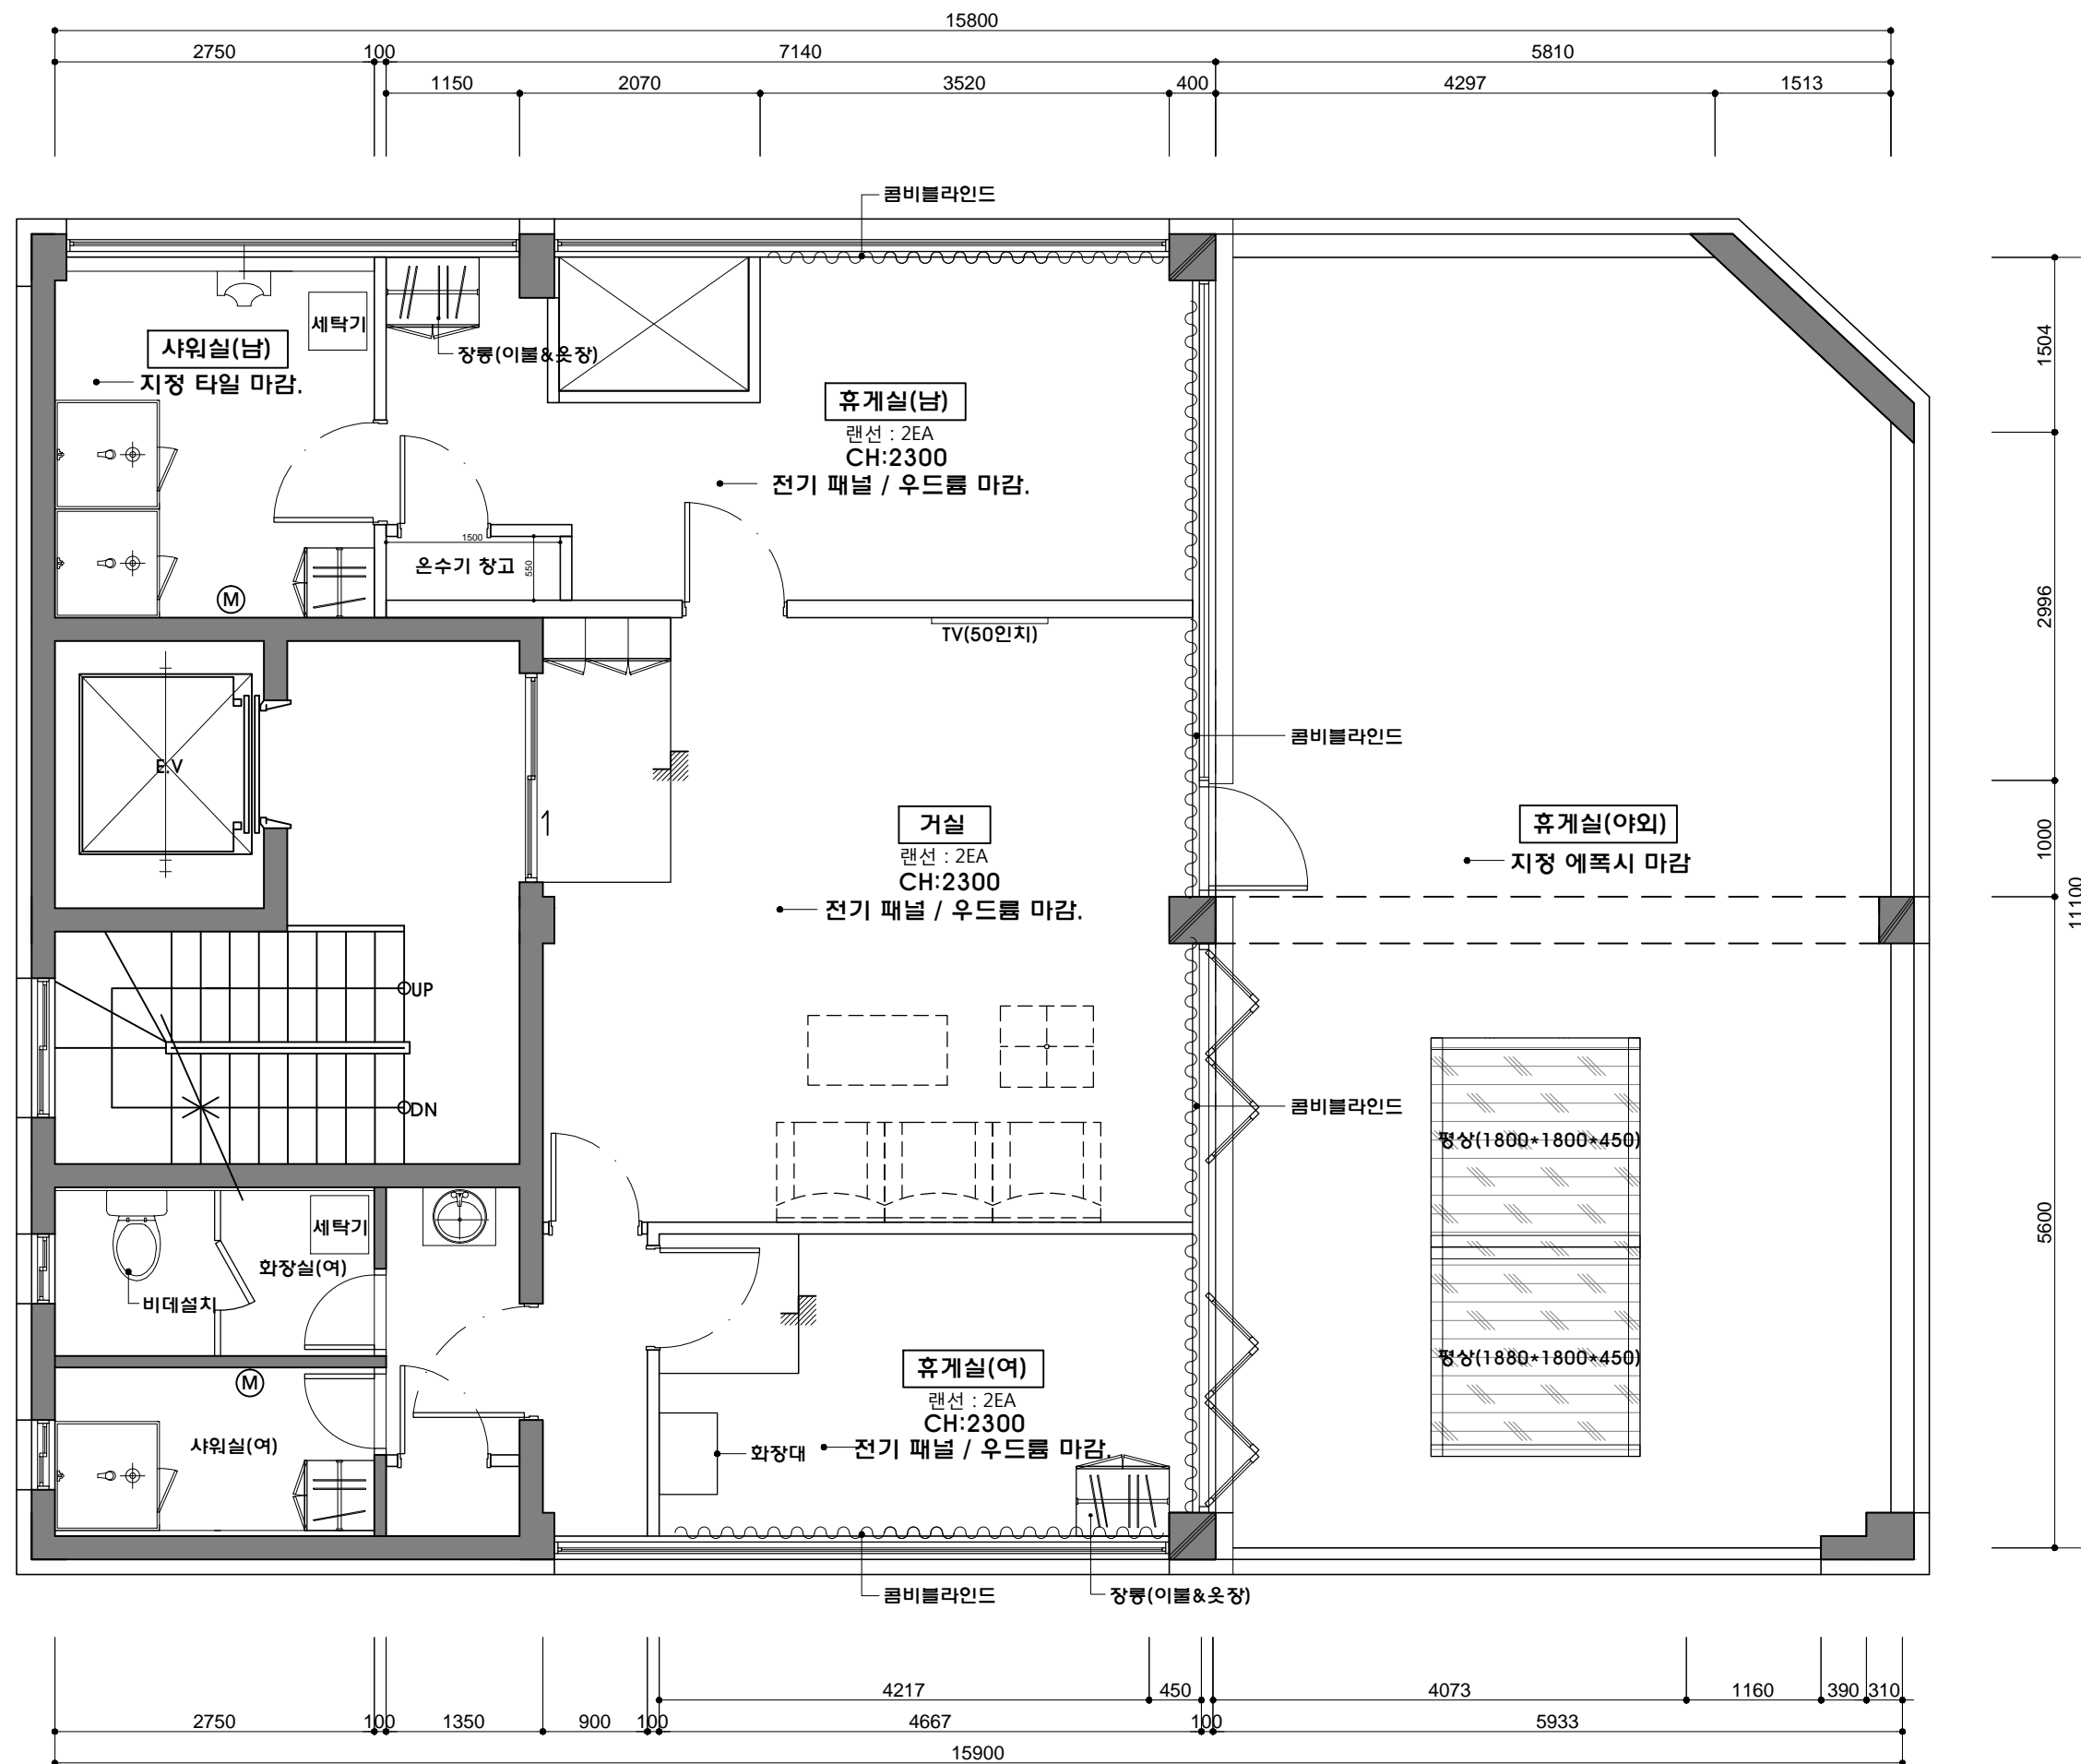 15800
2750
100
7140
5810
1150
2070
3520
400
4297
1513
콤비블라인드
세탁기
샤워실(남)
지정 타일 마감.
장롱(이불&옷장)
휴게실(남)
랜선 : 2EA
CH:2300
전기 패널 / 우드륨 마감.
1500
550
온수기 창고
M
TV(50인치)
1504
2996
1000
11100
5600
E.V
1
콤비블라인드
거실
랜선 : 2EA
CH:2300
전기 패널 / 우드륨 마감.
휴게실(야외)
지정 에폭시 마감
UP
DN
콤비블라인드
평상(1800*1800*450)
평상(1880*1800*450)
세탁기
화장실(여)
비데설치
M
샤워실(여)
휴게실(여)
랜선 : 2EA
CH:2300
전기 패널 / 우드륨 마감.
화장대
콤비블라인드
장롱(이불&옷장)
4217
450
4073
1160
390
310
2750
100
1350
900
100
4667
100
5933
15900